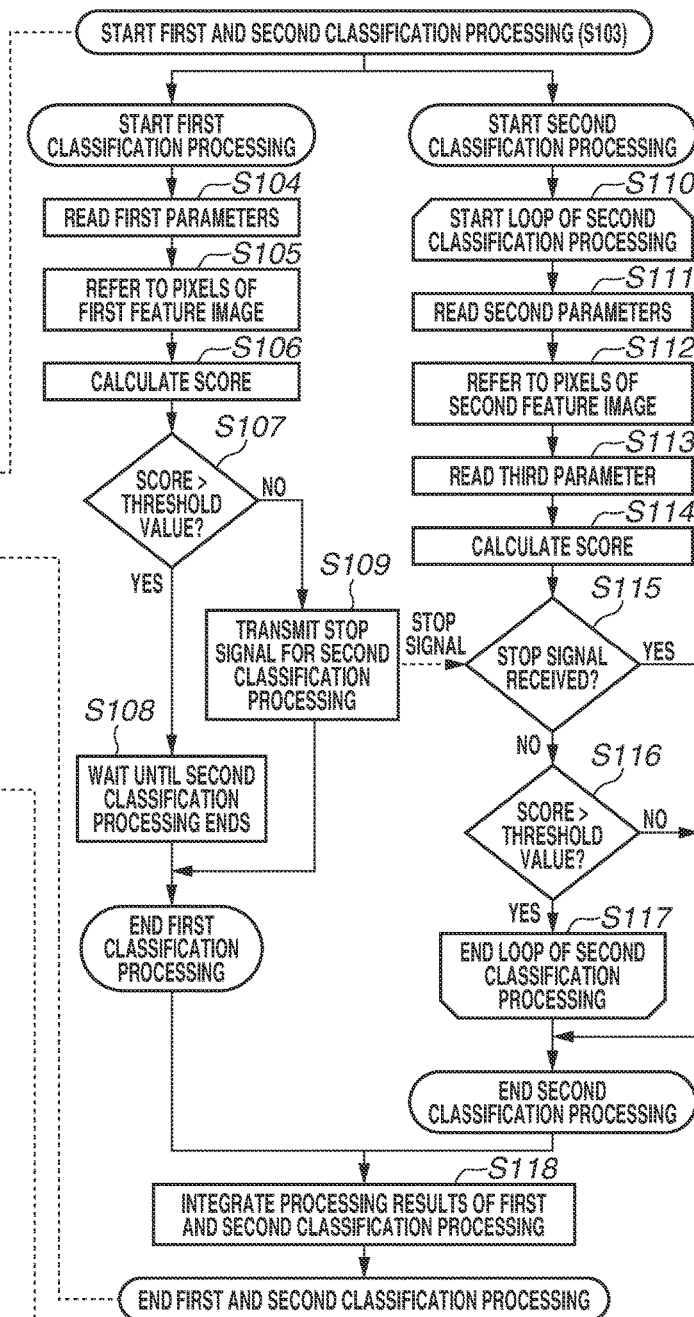 START FIRST AND SECOND CLASSIFICATION PROCESSING (S103)
START FIRST
CLASSIFICATION PROCESSING
S104
READ FIRST PARAMETERS
S105
REFER TO PIXELS OF
FIRST FEATURE IMAGE
S106
CALCULATE SCORE
S107
SCORE >
THRESHOLD
VALUE?
NO
YES
S109
TRANSMIT STOP
SIGNAL FOR SECOND
CLASSIFICATION
PROCESSING
S108
WAIT UNTIL SECOND
CLASSIFICATION
PROCESSING ENDS
END FIRST
CLASSIFICATION
PROCESSING
START SECOND
CLASSIFICATION PROCESSING
S110
START LOOP OF SECOND
CLASSIFICATION PROCESSING
S111
READ SECOND PARAMETERS
S112
REFER TO PIXELS OF
SECOND FEATURE IMAGE
S113
READ THIRD PARAMETER
S114
CALCULATE SCORE
S115
STOP
SIGNAL
STOP SIGNAL
RECEIVED?
YES
NO
S116
SCORE >
THRESHOLD
VALUE?
NO
YES
S117
END LOOP OF SECOND
CLASSIFICATION
PROCESSING
END SECOND
CLASSIFICATION PROCESSING
S118
INTEGRATE PROCESSING RESULTS OF FIRST
AND SECOND CLASSIFICATION PROCESSING
END FIRST AND SECOND CLASSIFICATION PROCESSING